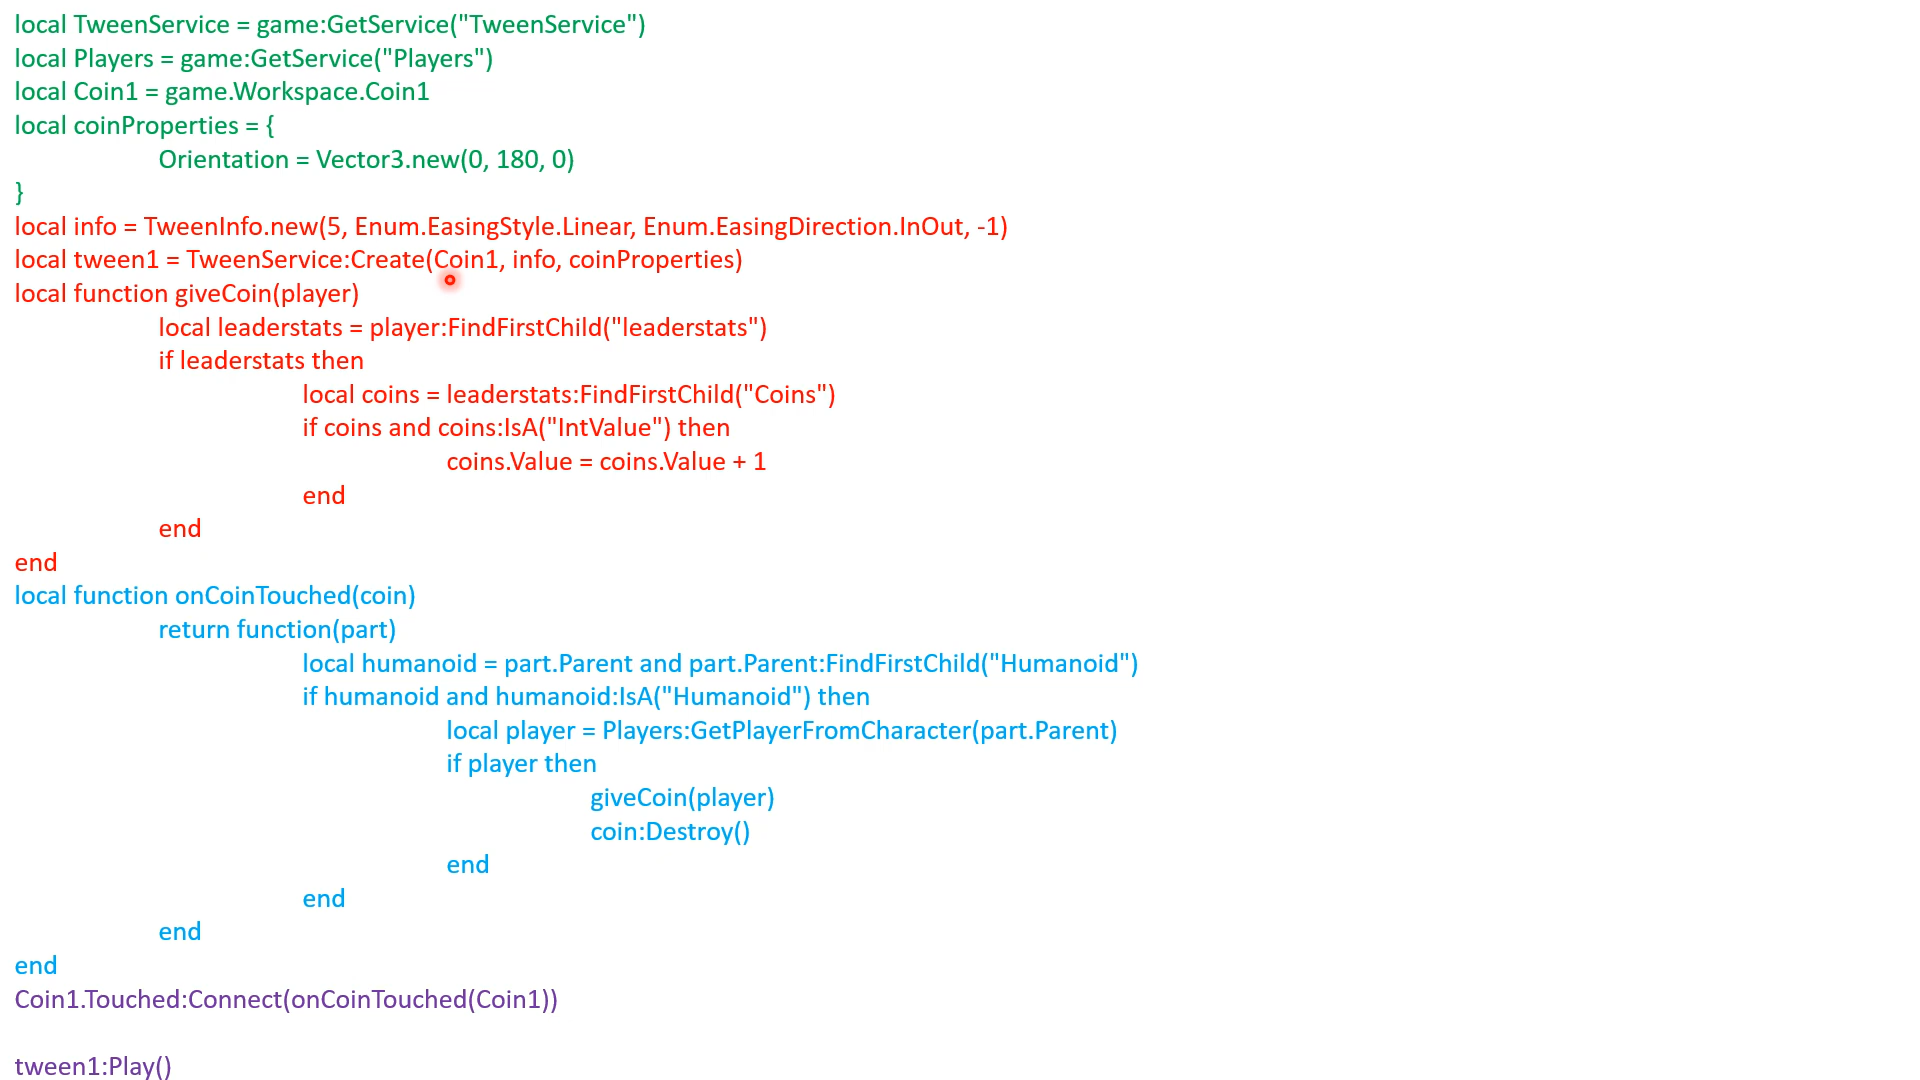 local TweenService = game:GetService("TweenService")
local Players = game:GetService("Players")
local Coin1 = game.Workspace.Coin1
local coinProperties = {
Orientation = Vector3.new(0, 180, 0)
}
local info = TweenInfo.new(5, Enum.EasingStyle.Linear, Enum.EasingDirection.InOut, -1)
local tween1 = TweenService:Create(Coin1, info, coinProperties)
local function giveCoin(player)
local leaderstats = player:FindFirstChild("leaderstats")
if leaderstats then
local coins = leaderstats:FindFirstChild("Coins")
if coins and coins:IsA("IntValue") then
coins.Value = coins.Value + 1
end
end
end
local function onCoinTouched(coin)
return function(part)
local humanoid = part.Parent and part.Parent:FindFirstChild("Humanoid")
if humanoid and humanoid:IsA("Humanoid") then
local player = Players:GetPlayerFromCharacter(part.Parent)
if player then
giveCoin(player)
coin:Destroy()
end
end
end
end
Coin1.Touched:Connect(onCoinTouched(Coin1))
tween1:Play()